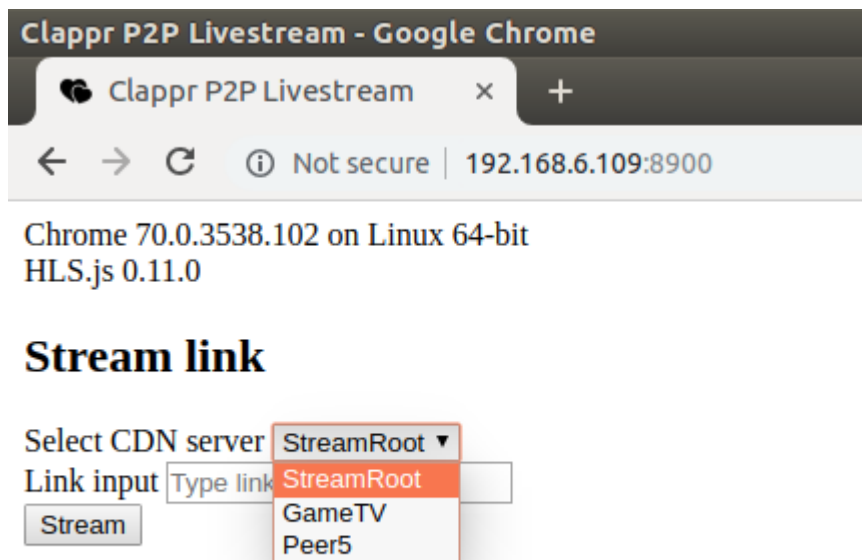 Clappr P2P Livestream - Google Chrome
Clappr P2P Livestream × +
Not secure 192.168.6.109:8900
Chrome 70.0.3538.102 on Linux 64-bit
HLS.js 0.11.0
Stream link
Select CDN server StreamRoot
Link input Type link
StreamRoot
GameTV
Peer5
Stream